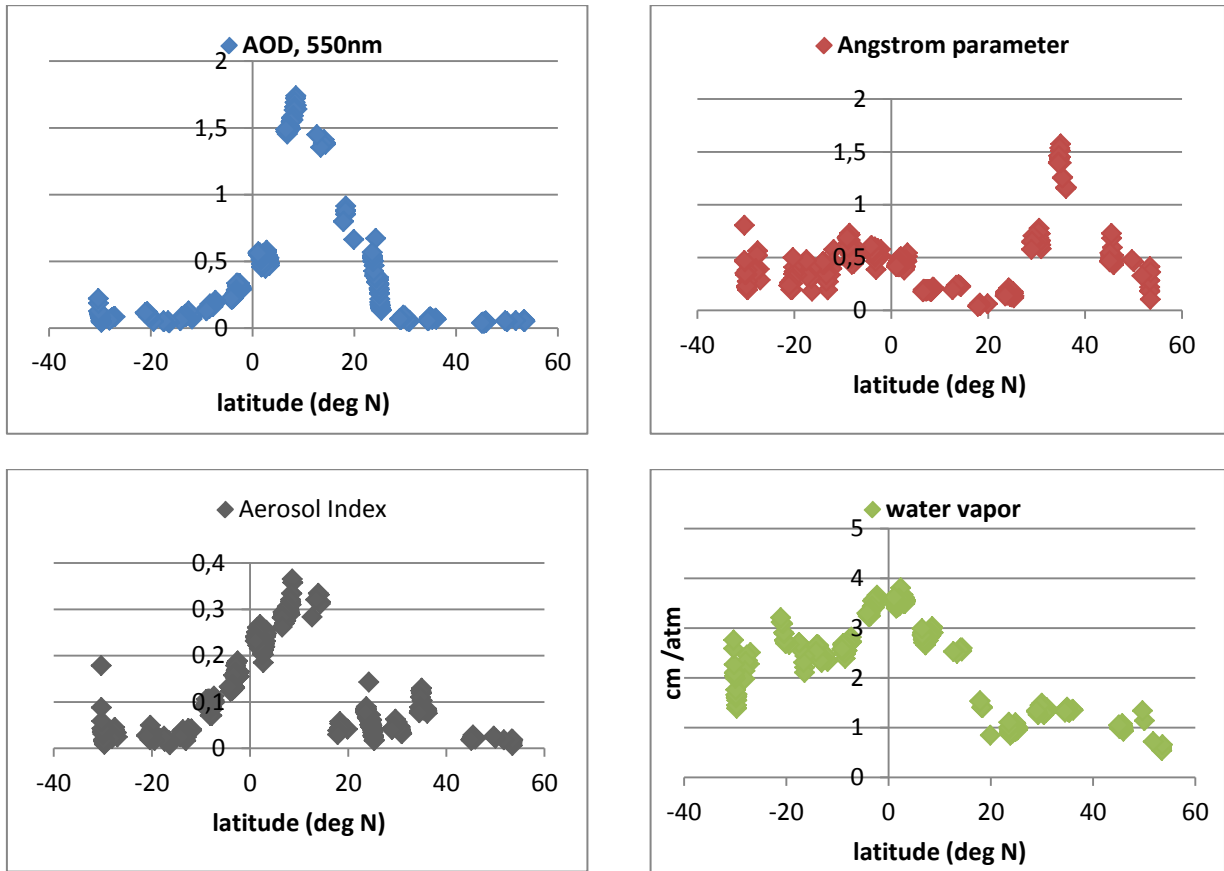 AOD, 550nm
2
1,5
1
0,5
0
-40 -20 0 20 40 60
latitude (deg N)
Angstrom parameter
2
1,5
1
0,5
0
-40 -20 0 20 40 60
latitude (deg N)
Aerosol Index
0,4
0,3
0,2
0,1
0
-40 -20 0 20 40 60
latitude (deg N)
water vapor
5
4
3
2
1
0
cm /atm
-40 -20 0 20 40 60
latitude (deg N)